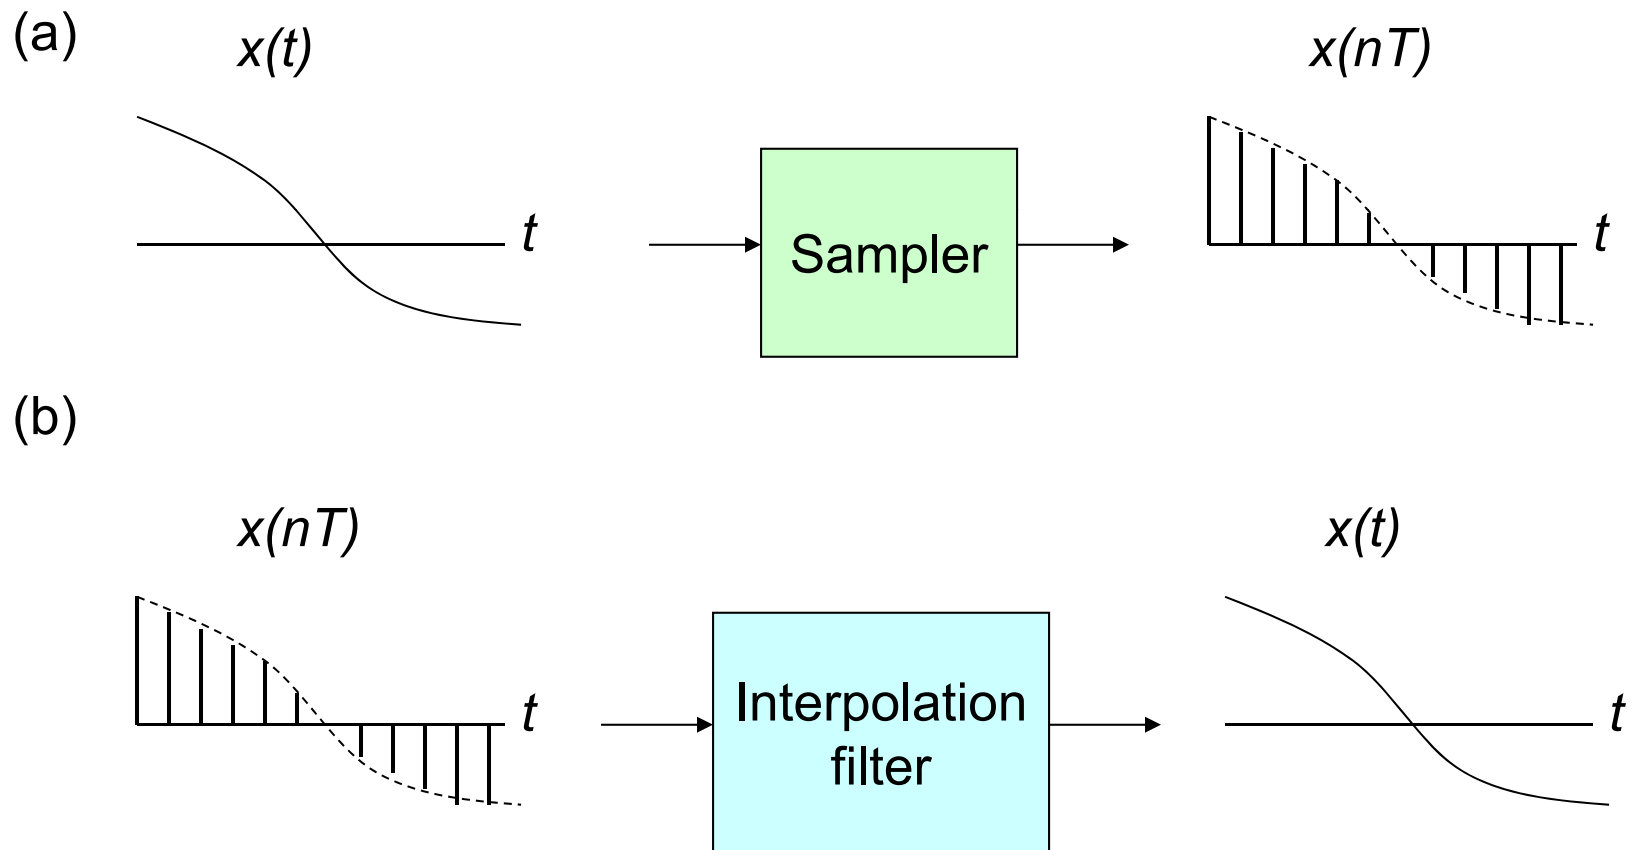 (a)
x(t)
x(nT)
t
Sampler
t
(b)
x(nT)
x(t)
t
Interpolation
filter
t